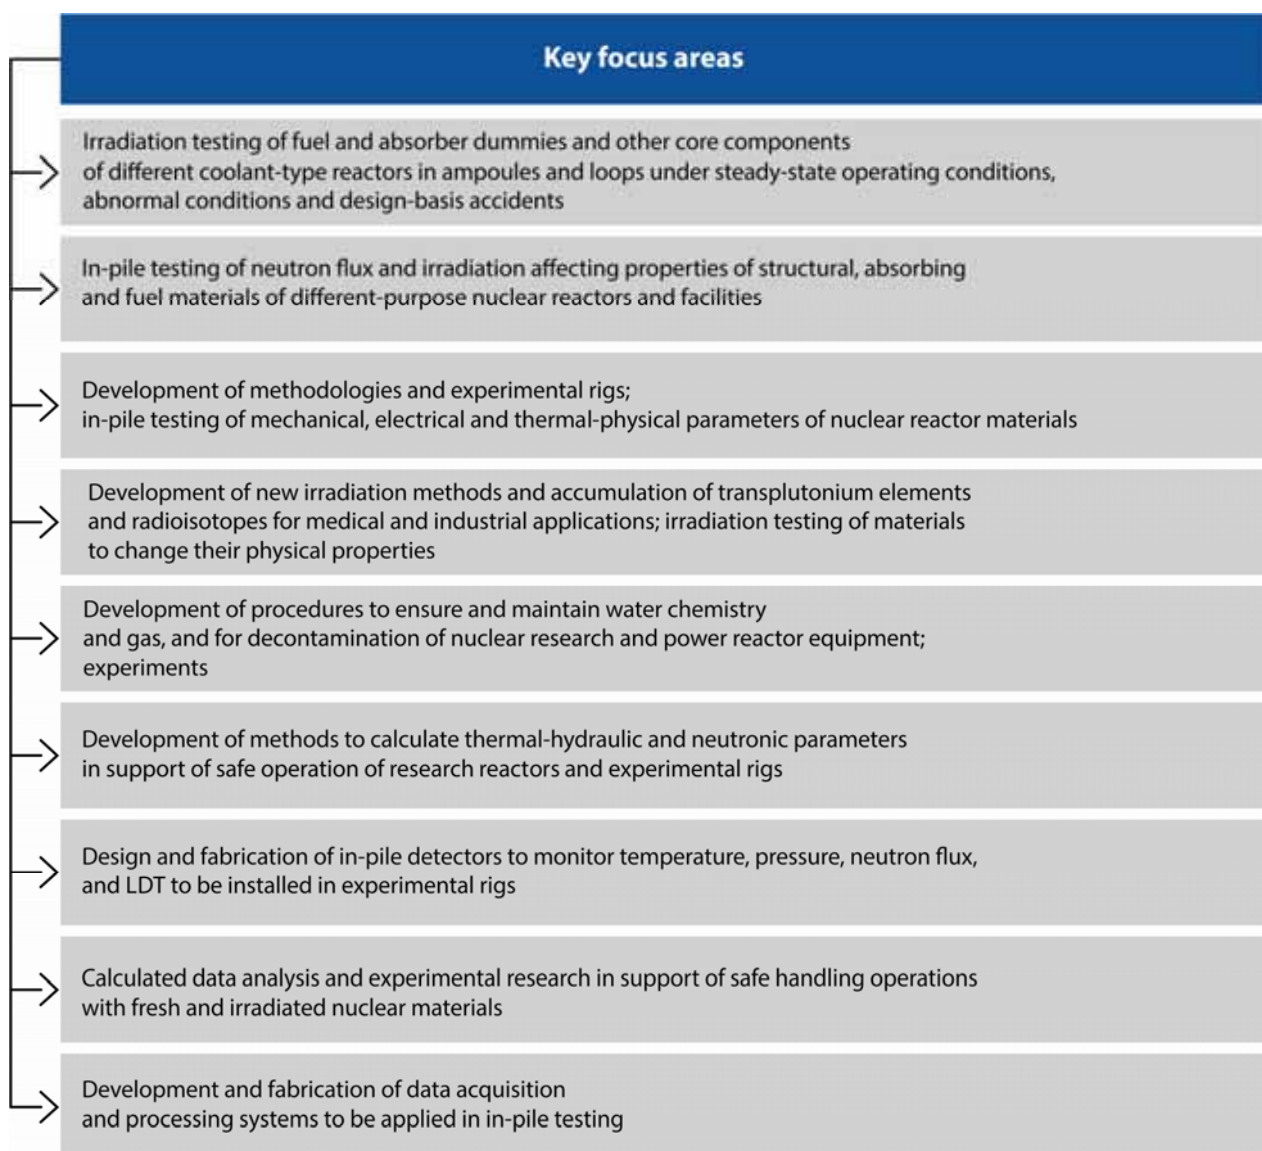 Key focus areas
Irradiation testing of fuel and absorber dummies and other core components
of different coolant-type reactors in ampoules and loops under steady-state operating conditions,
abnormal conditions and design-basis accidents
In-pile testing of neutron flux and irradiation affecting properties of structural, absorbing
and fuel materials of different-purpose nuclear reactors and facilities
Development of methodologies and experimental rigs;
in-pile testing of mechanical, electrical and thermal-physical parameters of nuclear reactor materials
Development of new irradiation methods and accumulation of transplutonium elements
and radioisotopes for medical and industrial applications; irradiation testing of materials
to change their physical properties
Development of procedures to ensure and maintain water chemistry
and gas, and for decontamination of nuclear research and power reactor equipment;
experiments
Development of methods to calculate thermal-hydraulic and neutronic parameters
in support of safe operation of research reactors and experimental rigs
Design and fabrication of in-pile detectors to monitor temperature, pressure, neutron flux,
and LDT to be installed in experimental rigs
Calculated data analysis and experimental research in support of safe handling operations
with fresh and irradiated nuclear materials
Development and fabrication of data acquisition
and processing systems to be applied in in-pile testing